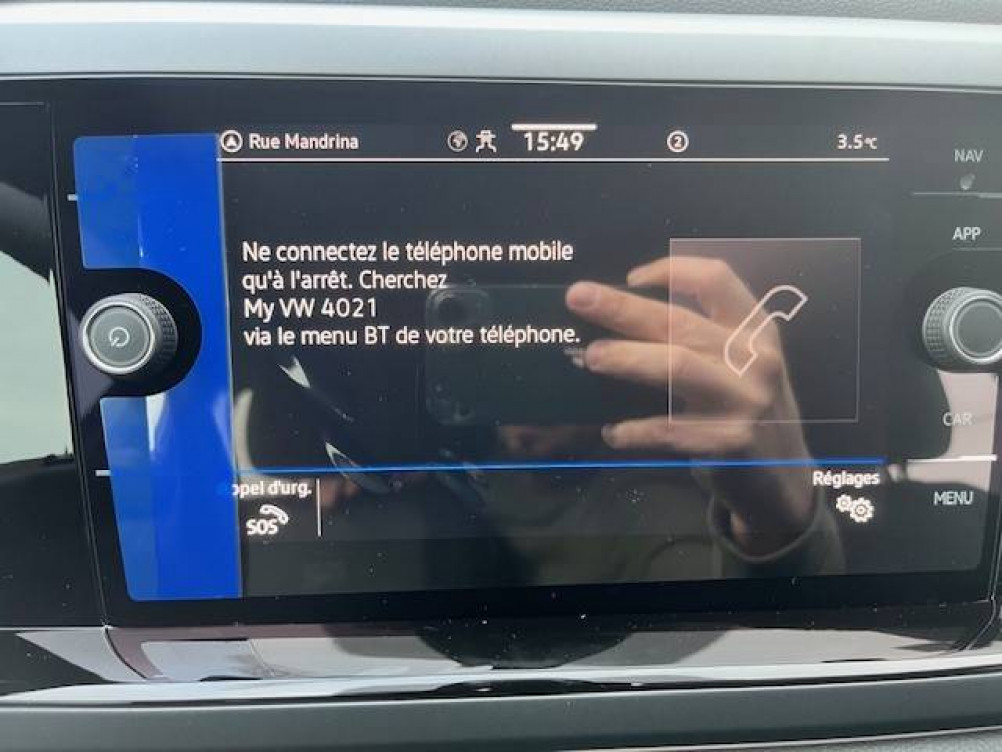 Rue Mandrina 15:49 2 3.5°C
NAV
APP
Ne connectez le téléphone mobile
qu'à l'arrêt. Cherchez
My VW 4021
via le menu BT de votre téléphone.
CAR
d'urg.
Réglages
SOS
MENU